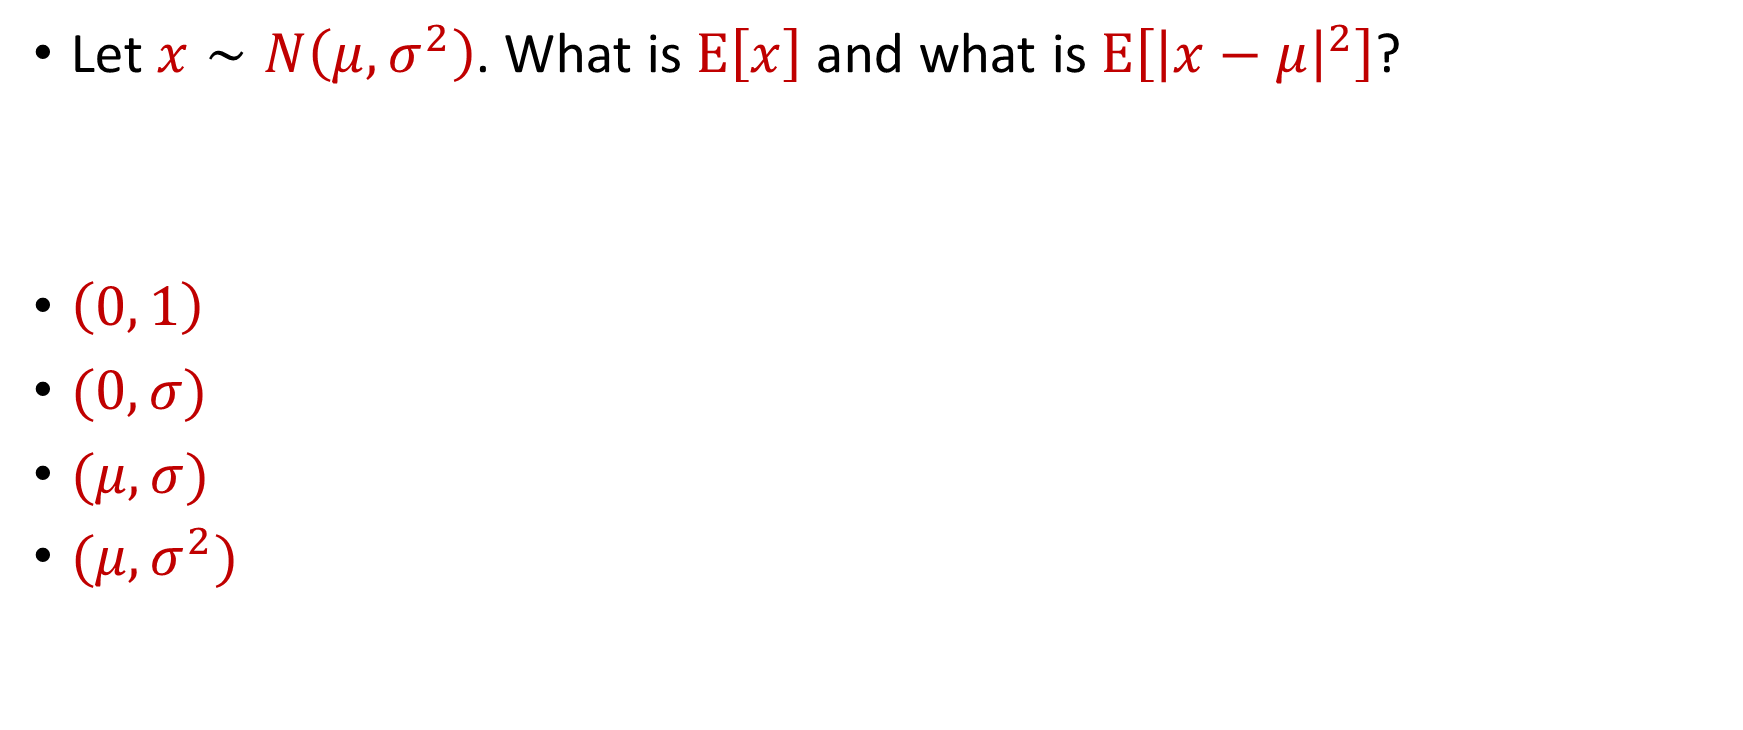 • Let x ~ N(μ, σ²). What is E[x] and what is E[|x − μ|²]?
• (0, 1)
• (0, σ)
• (μ, σ)
• (μ, σ²)